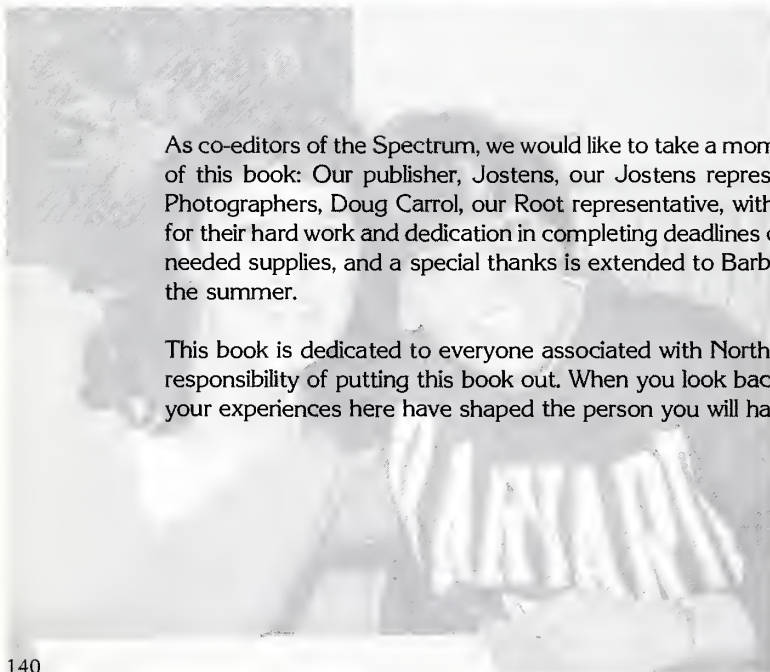 As co-editors of the Spectrum, we would like to take a mom
of this book: Our publisher, Jostens, our Jostens repres
Photographers, Doug Carrol, our Root representative, with
for their hard work and dedication in completing deadlines
needed supplies, and a special thanks is extended to Barb
the summer.
This book is dedicated to everyone associated with North
responsibility of putting this book out. When you look bac
your experiences here have shaped the person you will ha
140